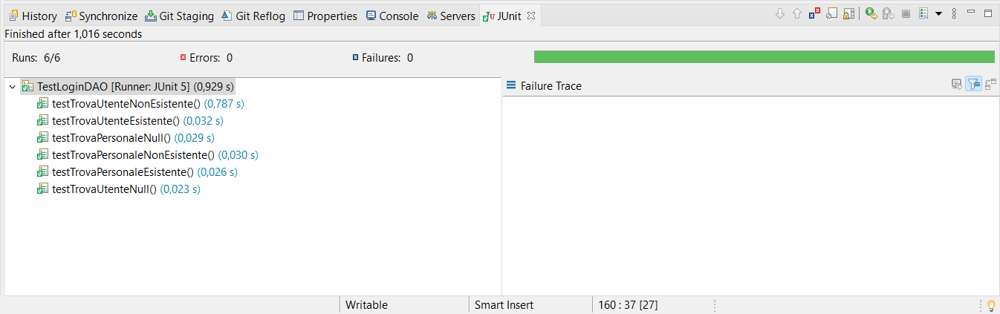 History Synchronize Git Staging Git Reflog Properties Console Servers JUnit
Finished after 1,016 seconds
Runs: 6/6 Errors: 0 Failures: 0
TestLoginDAO [Runner: JUnit 5] (0,929 s)
Failure Trace
testTrovaUtenteNonEsistente() (0,787 s)
testTrovaUtenteEsistente() (0,032 s)
testTrovaPersonaleNull() (0,029 s)
testTrovaPersonaleNonEsistente() (0,030 s)
testTrovaPersonaleEsistente() (0,026 s)
testTrovaUtenteNull() (0,023 s)
Writable Smart Insert 160 : 37 [27]